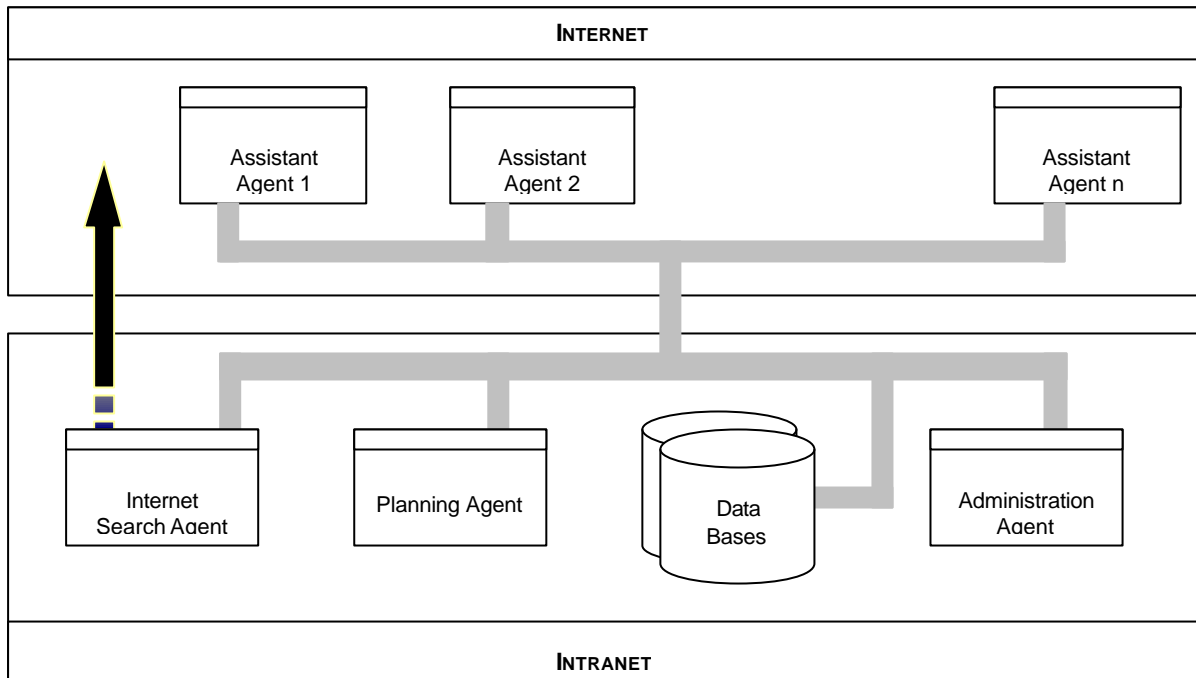 INTERNET
Assistant
Agent 1
Assistant
Agent 2
Assistant
Agent n
Internet
Search Agent
Planning Agent
Data
Bases
Administration
Agent
INTRANET